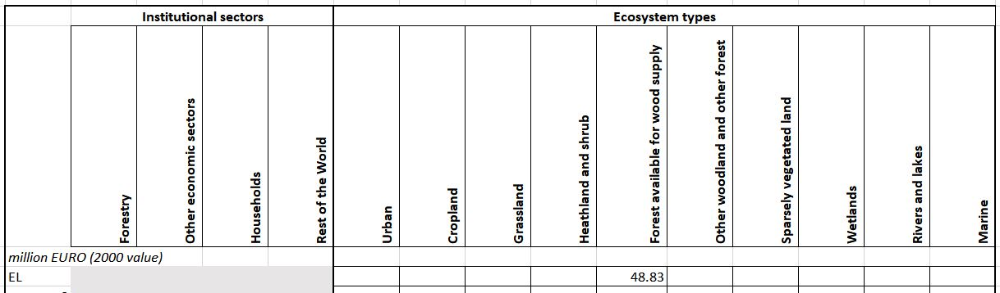 Institutional sectors
Ecosystem types
Forestry
Other economic sectors
Households
Rest of the World
Urban
Cropland
Grassland
Heathland and shrub
Forest available for wood supply
Other woodland and other forest
Sparsely vegetated land
Wetlands
Rivers and lakes
Marine
million EURO (2000 value)
EL 48.83